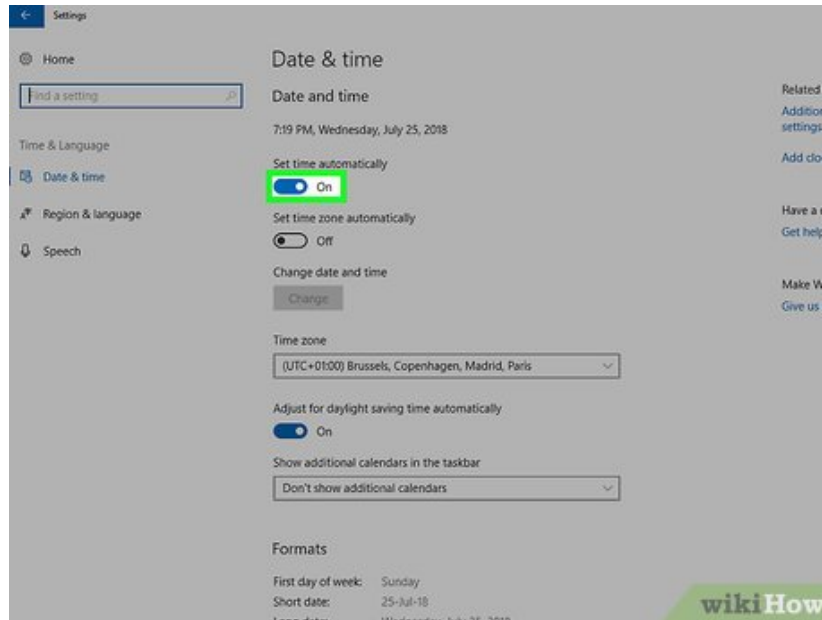 Settings
Home
Find a setting
Time & Language
Date & time
Region & language
Speech
Date & time
Date and time
7:19 PM, Wednesday, July 25, 2018
Set time automatically
On
Set time zone automatically
Off
Change date and time
Change
Time zone
(UTC+01:00) Brussels, Copenhagen, Madrid, Paris
Adjust for daylight saving time automatically
On
Show additional calendars in the taskbar
Don't show additional calendars
Formats
First day of week: Sunday
Short date: 25-Jul-18
Related
settings
Add clo
Have a
Get help
Make W
Give us
wikiHow